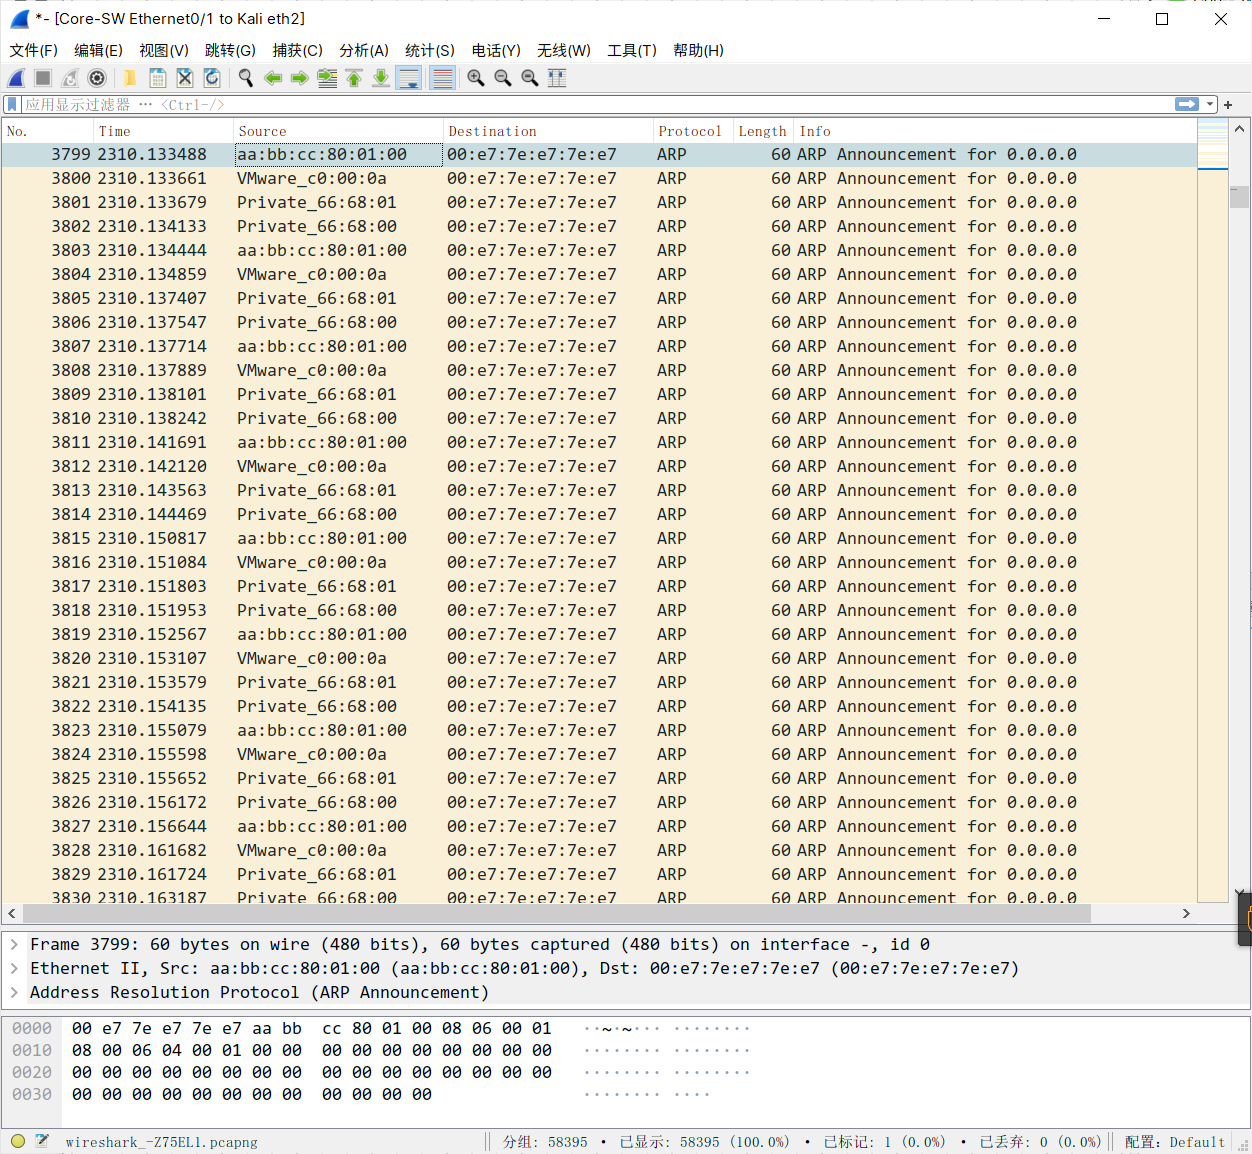 *- [Core-SW Ethernet0/1 to Kali eth2]
文件(F) 编辑(E) 视图(V) 跳转(G) 捕获(C) 分析(A) 统计(S) 电话(Y) 无线(W) 工具(T) 帮助(H)
应用显示过滤器 … <Ctrl-/>
No. Time Source Destination Protocol Length Info
3799 2310.133488 aa:bb:cc:80:01:00 00:e7:7e:e7:7e:e7 ARP 60 ARP Announcement for 0.0.0.0
3800 2310.133661 VMware_c0:00:0a 00:e7:7e:e7:7e:e7 ARP 60 ARP Announcement for 0.0.0.0
3801 2310.133679 Private_66:68:01 00:e7:7e:e7:7e:e7 ARP 60 ARP Announcement for 0.0.0.0
3802 2310.134133 Private_66:68:00 00:e7:7e:e7:7e:e7 ARP 60 ARP Announcement for 0.0.0.0
3803 2310.134444 aa:bb:cc:80:01:00 00:e7:7e:e7:7e:e7 ARP 60 ARP Announcement for 0.0.0.0
3804 2310.134859 VMware_c0:00:0a 00:e7:7e:e7:7e:e7 ARP 60 ARP Announcement for 0.0.0.0
3805 2310.137407 Private_66:68:01 00:e7:7e:e7:7e:e7 ARP 60 ARP Announcement for 0.0.0.0
3806 2310.137547 Private_66:68:00 00:e7:7e:e7:7e:e7 ARP 60 ARP Announcement for 0.0.0.0
3807 2310.137714 aa:bb:cc:80:01:00 00:e7:7e:e7:7e:e7 ARP 60 ARP Announcement for 0.0.0.0
3808 2310.137889 VMware_c0:00:0a 00:e7:7e:e7:7e:e7 ARP 60 ARP Announcement for 0.0.0.0
3809 2310.138101 Private_66:68:01 00:e7:7e:e7:7e:e7 ARP 60 ARP Announcement for 0.0.0.0
3810 2310.138242 Private_66:68:00 00:e7:7e:e7:7e:e7 ARP 60 ARP Announcement for 0.0.0.0
3811 2310.141691 aa:bb:cc:80:01:00 00:e7:7e:e7:7e:e7 ARP 60 ARP Announcement for 0.0.0.0
3812 2310.142120 VMware_c0:00:0a 00:e7:7e:e7:7e:e7 ARP 60 ARP Announcement for 0.0.0.0
3813 2310.143563 Private_66:68:01 00:e7:7e:e7:7e:e7 ARP 60 ARP Announcement for 0.0.0.0
3814 2310.144469 Private_66:68:00 00:e7:7e:e7:7e:e7 ARP 60 ARP Announcement for 0.0.0.0
3815 2310.150817 aa:bb:cc:80:01:00 00:e7:7e:e7:7e:e7 ARP 60 ARP Announcement for 0.0.0.0
3816 2310.151084 VMware_c0:00:0a 00:e7:7e:e7:7e:e7 ARP 60 ARP Announcement for 0.0.0.0
3817 2310.151803 Private_66:68:01 00:e7:7e:e7:7e:e7 ARP 60 ARP Announcement for 0.0.0.0
3818 2310.151953 Private_66:68:00 00:e7:7e:e7:7e:e7 ARP 60 ARP Announcement for 0.0.0.0
3819 2310.152567 aa:bb:cc:80:01:00 00:e7:7e:e7:7e:e7 ARP 60 ARP Announcement for 0.0.0.0
3820 2310.153107 VMware_c0:00:0a 00:e7:7e:e7:7e:e7 ARP 60 ARP Announcement for 0.0.0.0
3821 2310.153579 Private_66:68:01 00:e7:7e:e7:7e:e7 ARP 60 ARP Announcement for 0.0.0.0
3822 2310.154135 Private_66:68:00 00:e7:7e:e7:7e:e7 ARP 60 ARP Announcement for 0.0.0.0
3823 2310.155079 aa:bb:cc:80:01:00 00:e7:7e:e7:7e:e7 ARP 60 ARP Announcement for 0.0.0.0
3824 2310.155598 VMware_c0:00:0a 00:e7:7e:e7:7e:e7 ARP 60 ARP Announcement for 0.0.0.0
3825 2310.155652 Private_66:68:01 00:e7:7e:e7:7e:e7 ARP 60 ARP Announcement for 0.0.0.0
3826 2310.156172 Private_66:68:00 00:e7:7e:e7:7e:e7 ARP 60 ARP Announcement for 0.0.0.0
3827 2310.156644 aa:bb:cc:80:01:00 00:e7:7e:e7:7e:e7 ARP 60 ARP Announcement for 0.0.0.0
3828 2310.161682 VMware_c0:00:0a 00:e7:7e:e7:7e:e7 ARP 60 ARP Announcement for 0.0.0.0
3829 2310.161724 Private_66:68:01 00:e7:7e:e7:7e:e7 ARP 60 ARP Announcement for 0.0.0.0
3830 2310.163187 Private_66:68:00 00:e7:7e:e7:7e:e7 ARP 60 ARP Announcement for 0.0.0.0
Frame 3799: 60 bytes on wire (480 bits), 60 bytes captured (480 bits) on interface -, id 0
Ethernet II, Src: aa:bb:cc:80:01:00 (aa:bb:cc:80:01:00), Dst: 00:e7:7e:e7:7e:e7 (00:e7:7e:e7:7e:e7)
Address Resolution Protocol (ARP Announcement)
0000 00 e7 7e e7 7e e7 aa bb cc 80 01 00 08 06 00 01 ··~·~··· ········
0010 08 00 06 04 00 01 00 00 00 00 00 00 00 00 00 00 ········ ········
0020 00 00 00 00 00 00 00 00 00 00 00 00 00 00 00 00 ········ ········
0030 00 00 00 00 00 00 00 00 00 00 00 00 ········ ····
wireshark_-Z75EL1.pcapng 分组: 58395 • 已显示: 58395 (100.0%) • 已标记: 1 (0.0%) • 已丢弃: 0 (0.0%) 配置: Default